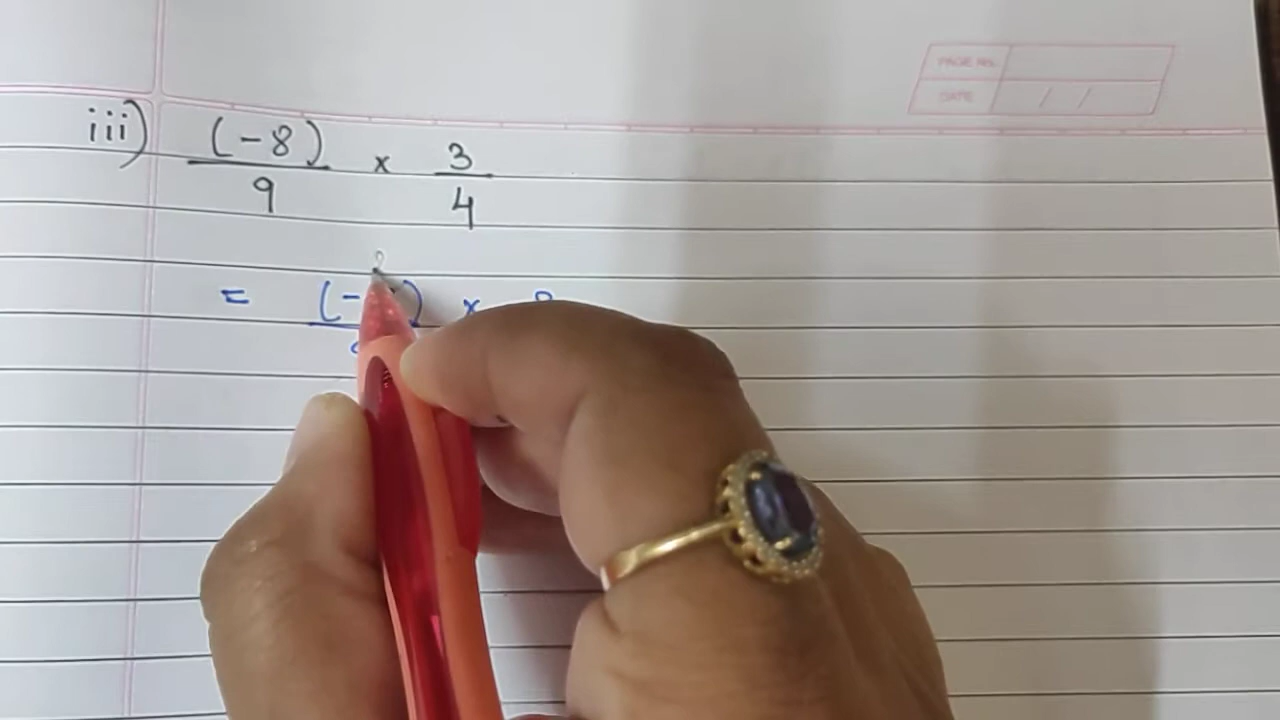 PAGE No.
DATE / /
iii) (-8)/9 × 3/4
= (- ) ×